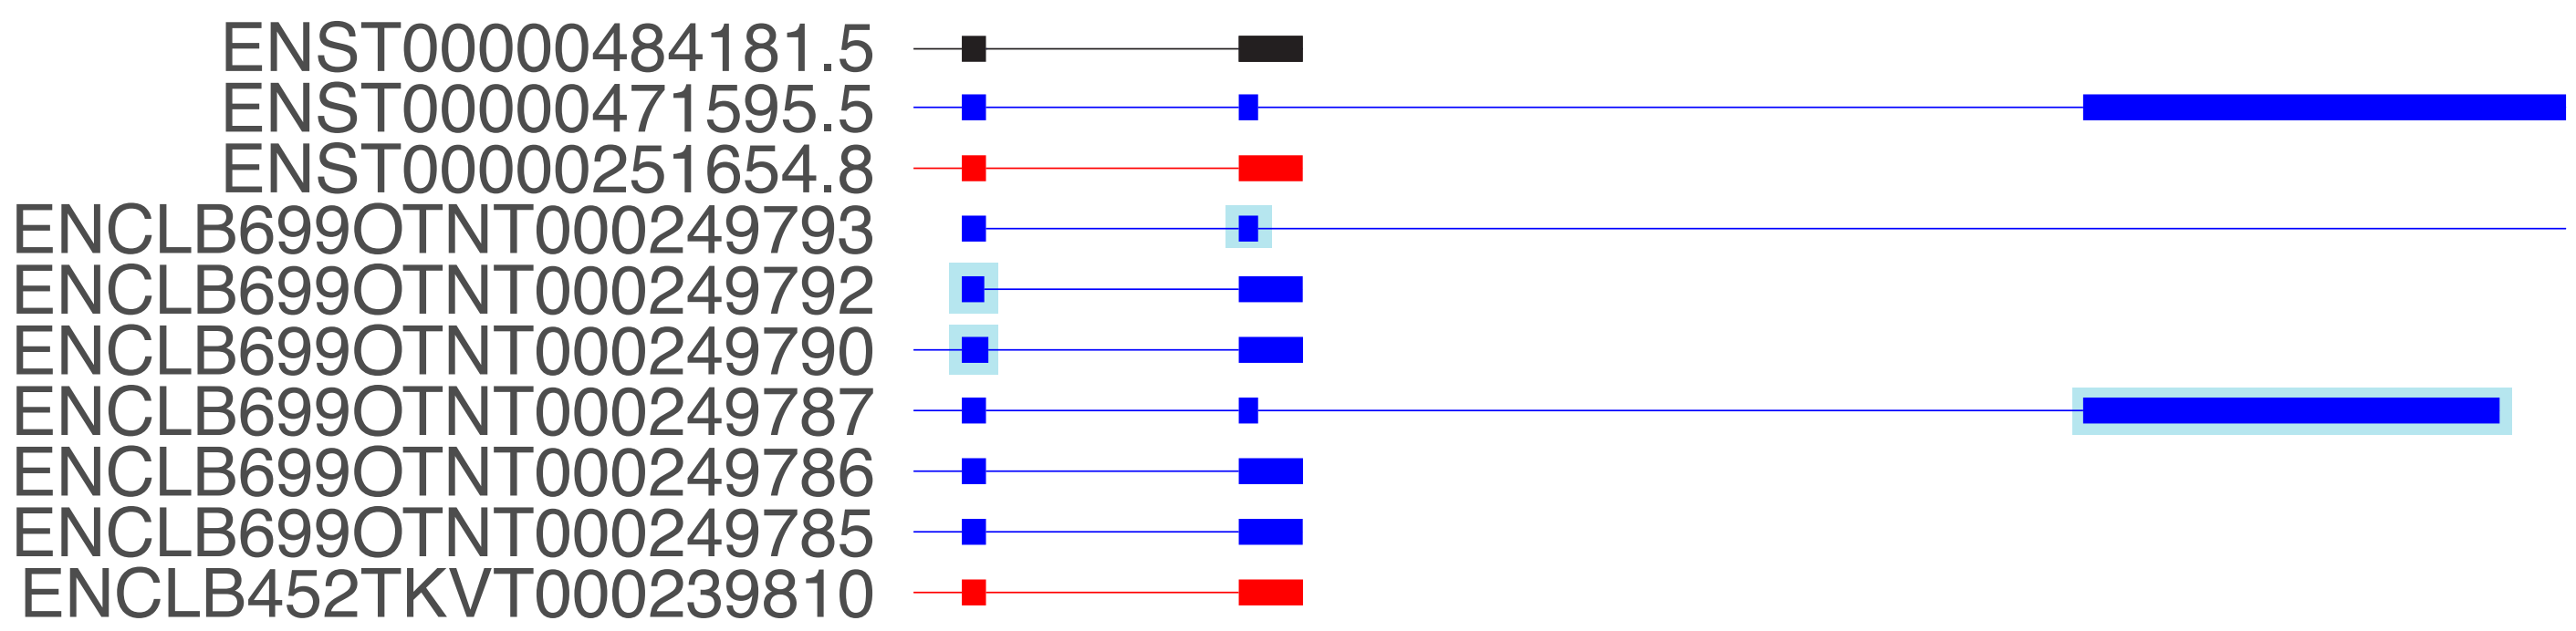 ENST00000484181.5
ENST00000471595.5
ENST00000251654.8
ENCLB699OTNT000249793
ENCLB699OTNT000249792
ENCLB699OTNT000249790
ENCLB699OTNT000249787
ENCLB699OTNT000249786
ENCLB699OTNT000249785
ENCLB452TKVT000239810